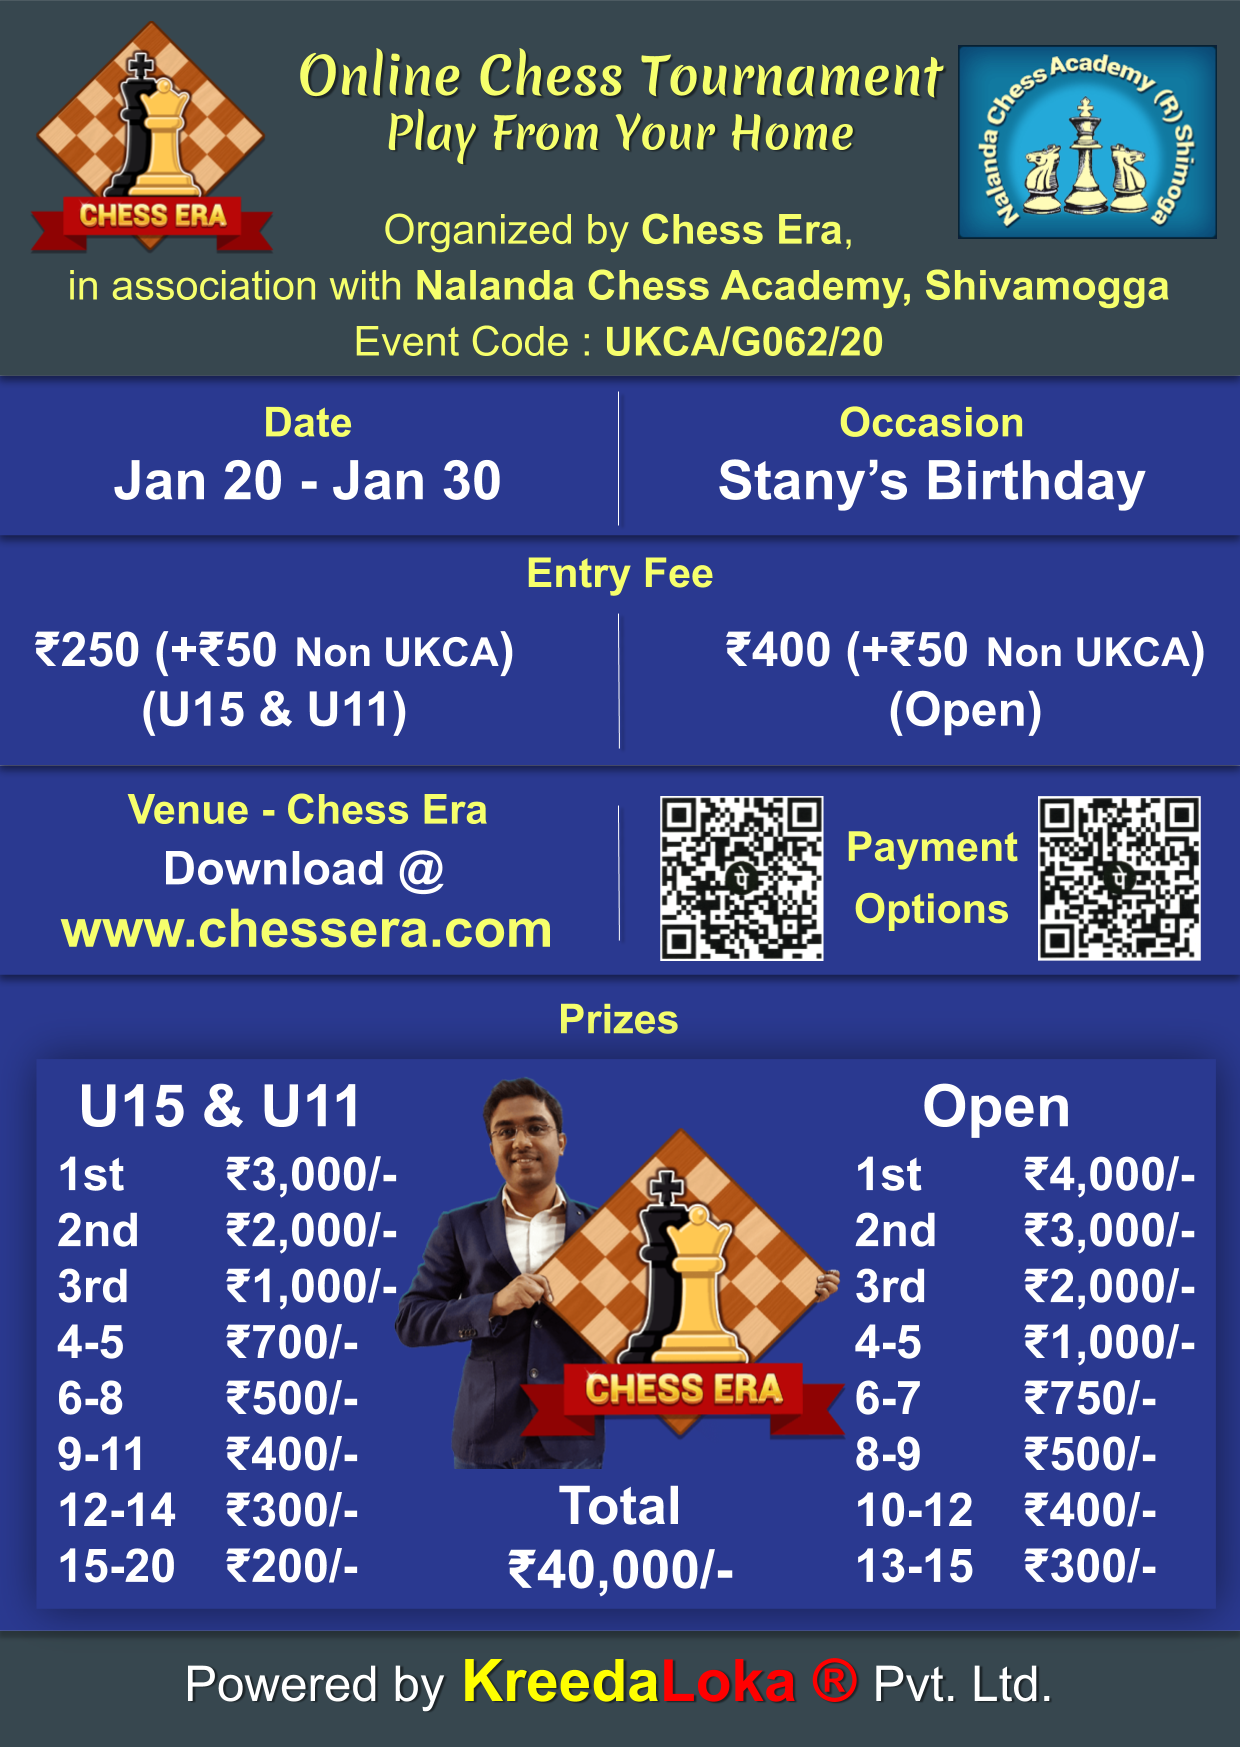 Online Chess Tournament
Play From Your Home
CHESS ERA
Nalanda Chess Academy (R) Shimoga
Organized by Chess Era,
in association with Nalanda Chess Academy, Shivamogga
Event Code : UKCA/G062/20
Date
Jan 20 - Jan 30
Occasion
Stany's Birthday
Entry Fee
₹250 (+₹50 Non UKCA)
(U15 & U11)
₹400 (+₹50 Non UKCA)
(Open)
Venue - Chess Era
Download @
www.chessera.com
पे
Payment
Options
पे
Prizes
U15 & U11
1st ₹3,000/-
2nd ₹2,000/-
3rd ₹1,000/-
4-5 ₹700/-
6-8 ₹500/-
9-11 ₹400/-
12-14 ₹300/-
15-20 ₹200/-
CHESS ERA
Total
₹40,000/-
Open
1st ₹4,000/-
2nd ₹3,000/-
3rd ₹2,000/-
4-5 ₹1,000/-
6-7 ₹750/-
8-9 ₹500/-
10-12 ₹400/-
13-15 ₹300/-
Powered by KreedaLoka ® Pvt. Ltd.